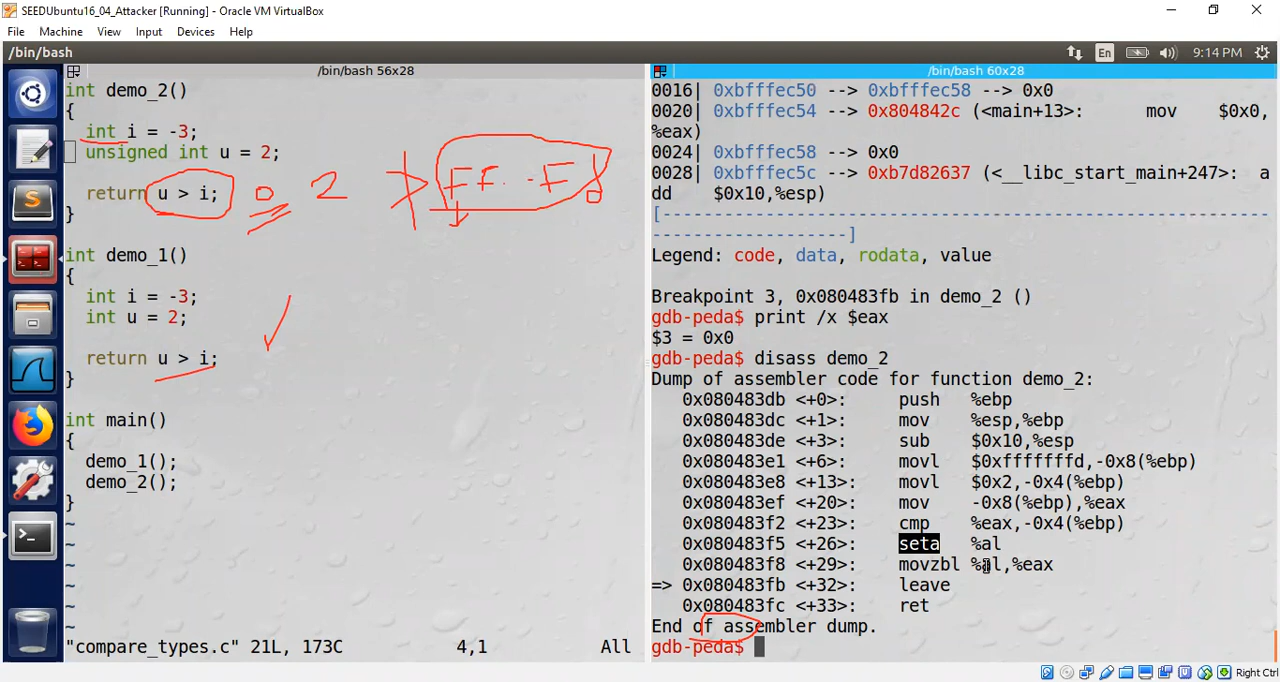 SEEDUbuntu16_04_Attacker [Running] - Oracle VM VirtualBox
File Machine View Input Devices Help
/bin/bash
En
9:14 PM
/bin/bash 56x28
int demo_2()
{
int i = -3;
unsigned int u = 2;
return u > i; 0 2 > FF..Fd
}
int demo_1()
{
int i = -3;
int u = 2;
return u > i;
}
int main()
{
demo_1();
demo_2();
}
~
~
~
~
~
~
"compare_types.c" 21L, 173C 4,1 All
/bin/bash 60x28
0016| 0xbfffec50 --> 0xbfffec58 --> 0x0
0020| 0xbfffec54 --> 0x804842c (<main+13>: mov $0x0,
%eax)
0024| 0xbfffec58 --> 0x0
0028| 0xbfffec5c --> 0xb7d82637 (<__libc_start_main+247>: a
dd $0x10,%esp)
[------------------------------------------------------------
-------------------]
Legend: code, data, rodata, value
Breakpoint 3, 0x080483fb in demo_2 ()
gdb-peda$ print /x $eax
$3 = 0x0
gdb-peda$ disass demo_2
Dump of assembler code for function demo_2:
0x080483db <+0>: push %ebp
0x080483dc <+1>: mov %esp,%ebp
0x080483de <+3>: sub $0x10,%esp
0x080483e1 <+6>: movl $0xfffffffd,-0x8(%ebp)
0x080483e8 <+13>: movl $0x2,-0x4(%ebp)
0x080483ef <+20>: mov -0x8(%ebp),%eax
0x080483f2 <+23>: cmp %eax,-0x4(%ebp)
0x080483f5 <+26>: seta %al
0x080483f8 <+29>: movzbl %al,%eax
=> 0x080483fb <+32>: leave
0x080483fc <+33>: ret
End of assembler dump.
gdb-peda$
Right Ctrl